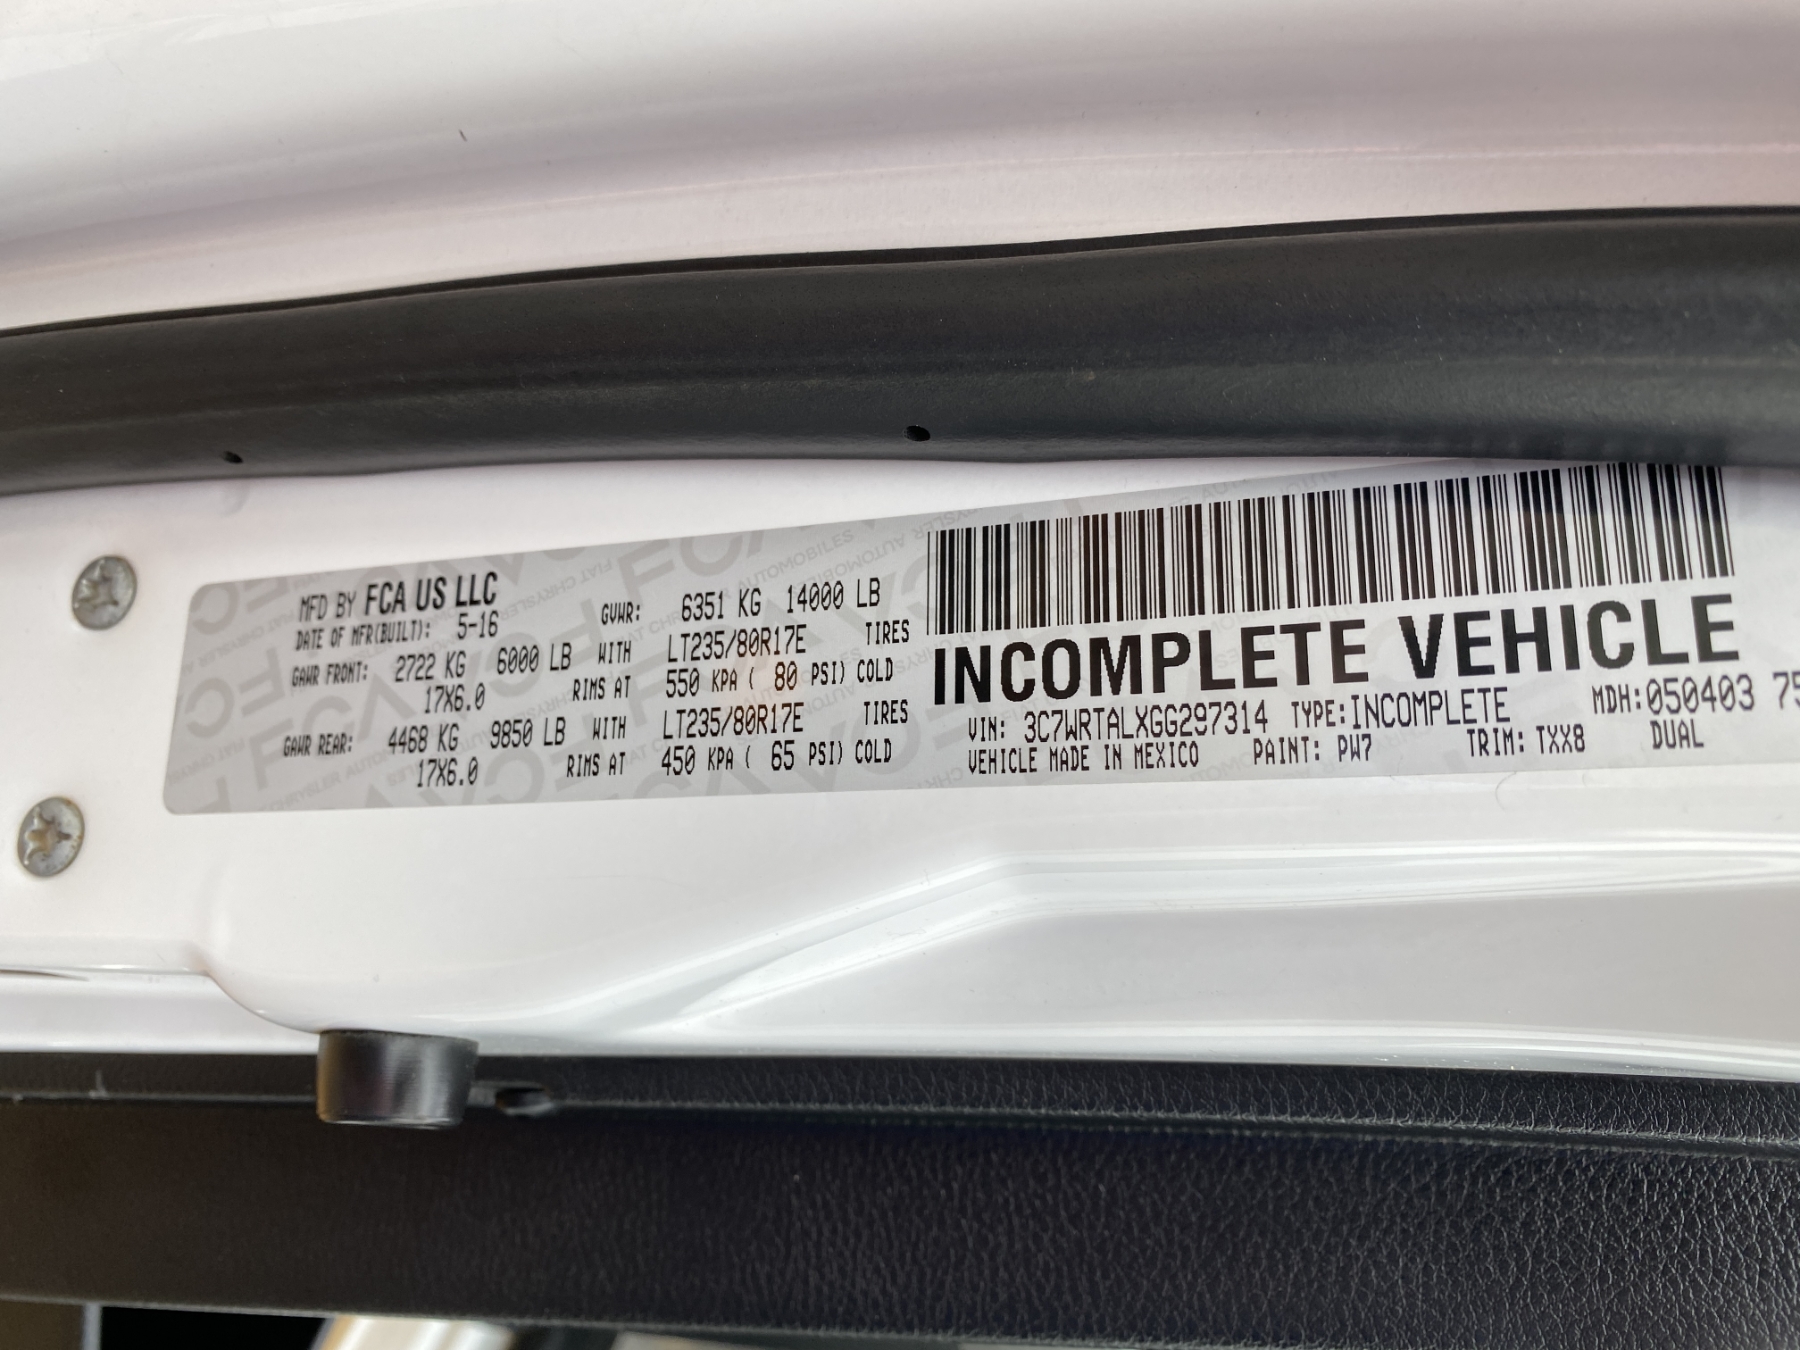 MFD BY FCA US LLC
DATE OF MFR(BUILT): 5-16 GVWR: 6351 KG 14000 LB
GAWR FRONT: 2722 KG 6000 LB WITH LT235/80R17E TIRES
17X6.0 RIMS AT 550 KPA ( 80 PSI) COLD
GAWR REAR: 4468 KG 9850 LB WITH LT235/80R17E TIRES
17X6.0 RIMS AT 450 KPA ( 65 PSI) COLD
INCOMPLETE VEHICLE
VIN: 3C7WRTALXGG297314 TYPE:INCOMPLETE MDH:050403 75
VEHICLE MADE IN MEXICO PAINT: PW7 TRIM: TXX8 DUAL